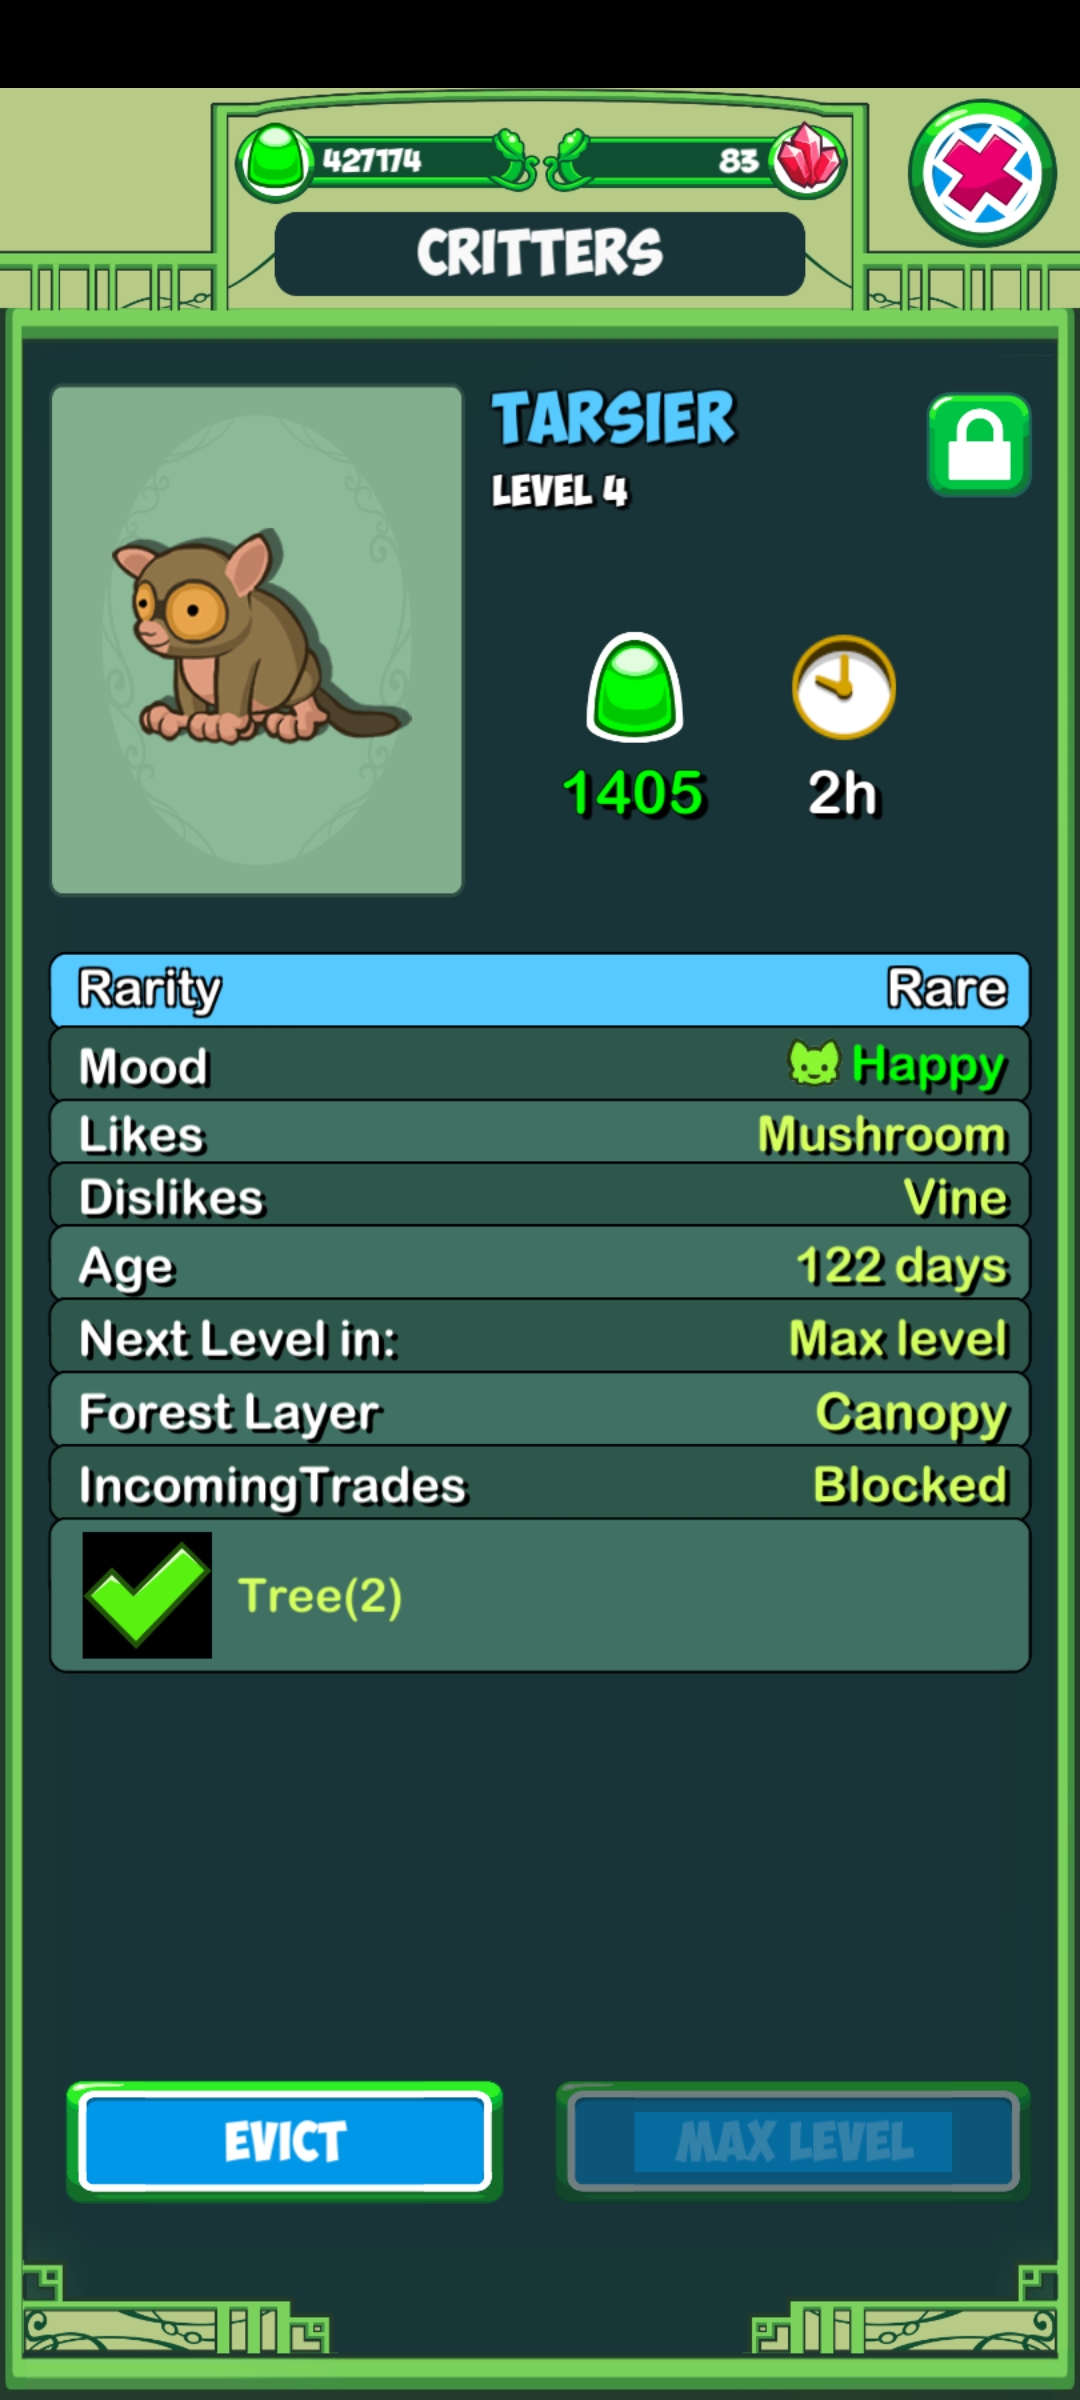 427174
83
CRITTERS
TARSIER
LEVEL 4
1405
2h
Rarity Rare
Mood Happy
Likes Mushroom
Dislikes Vine
Age 122 days
Next Level in: Max level
Forest Layer Canopy
IncomingTrades Blocked
Tree(2)
EVICT
MAX LEVEL